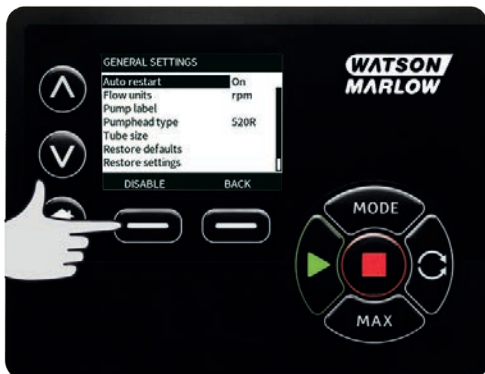 GENERAL SETTINGS
Auto restart On
Flow units rpm
Pump label
Pumphead type 520R
Tube size
Restore defaults
Restore settings
DISABLE BACK
WATSON
MARLOW
MODE
MAX